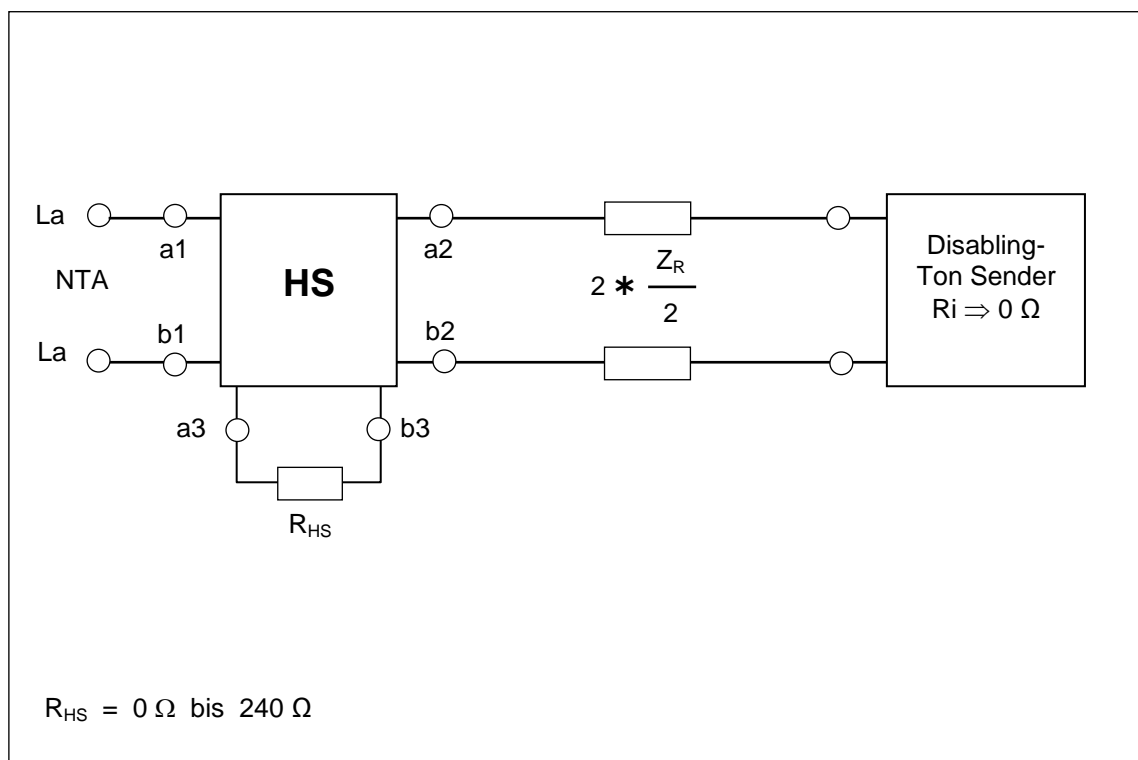 La
a1
a2
NTA
HS
2 * Z_R / 2
Disabling-
Ton Sender
Ri ⇒ 0 Ω
La
b1
b2
a3
b3
R_HS
R_HS = 0 Ω bis 240 Ω